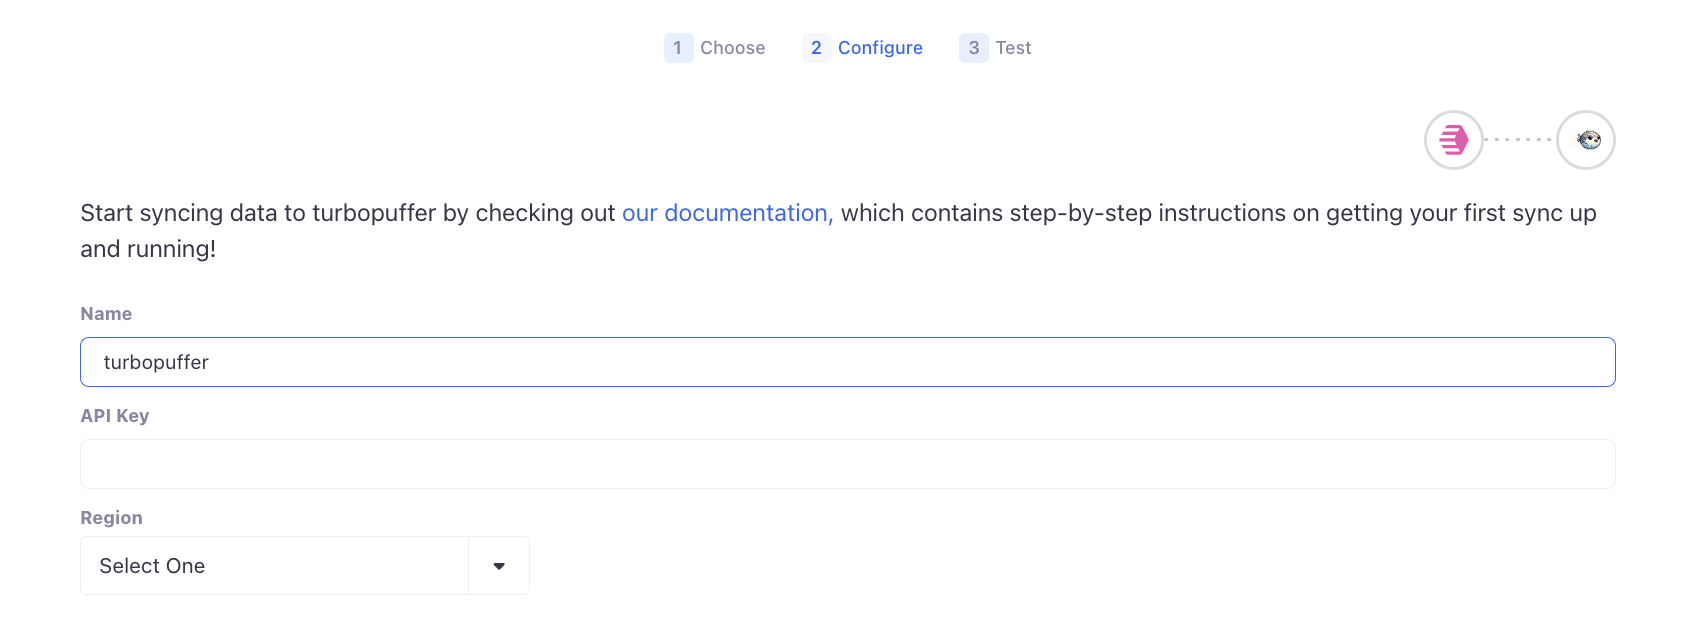 1 Choose 2 Configure 3 Test
Start syncing data to turbopuffer by checking out our documentation, which contains step-by-step instructions on getting your first sync up
and running!
Name
turbopuffer
API Key
Region
Select One